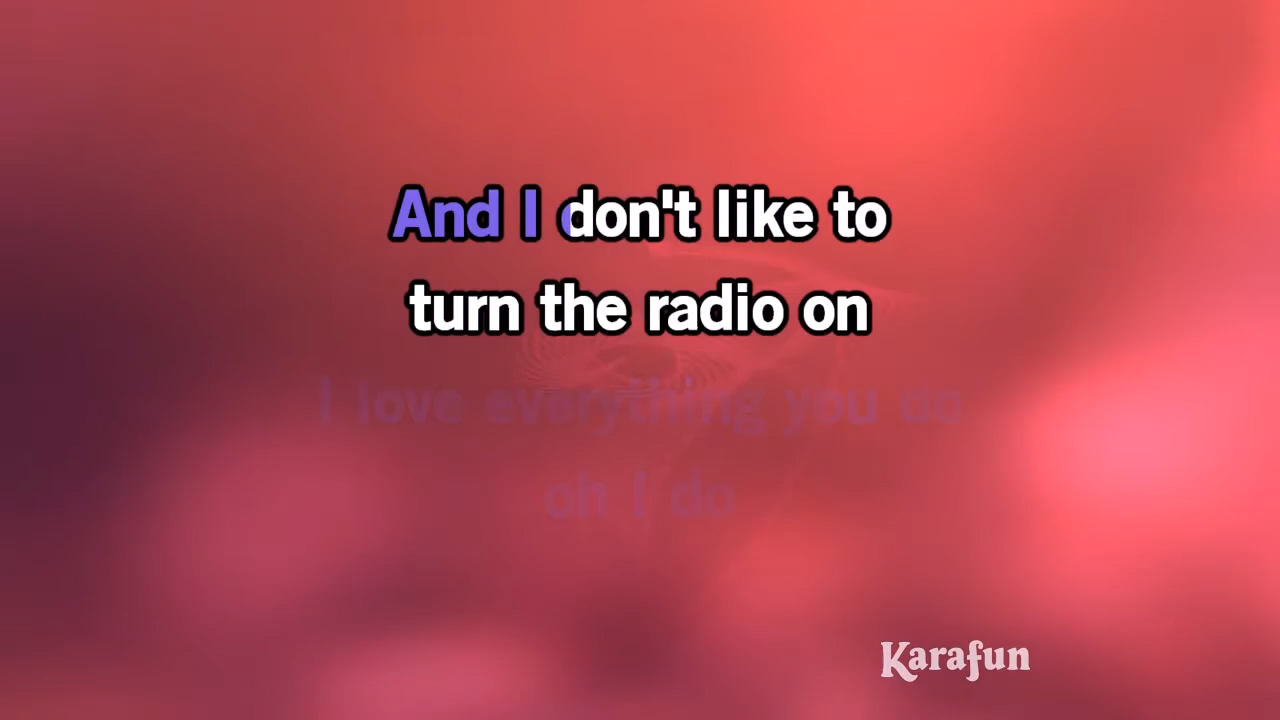 And I don't like to
turn the radio on
I love everything you do
oh I do
Karafun